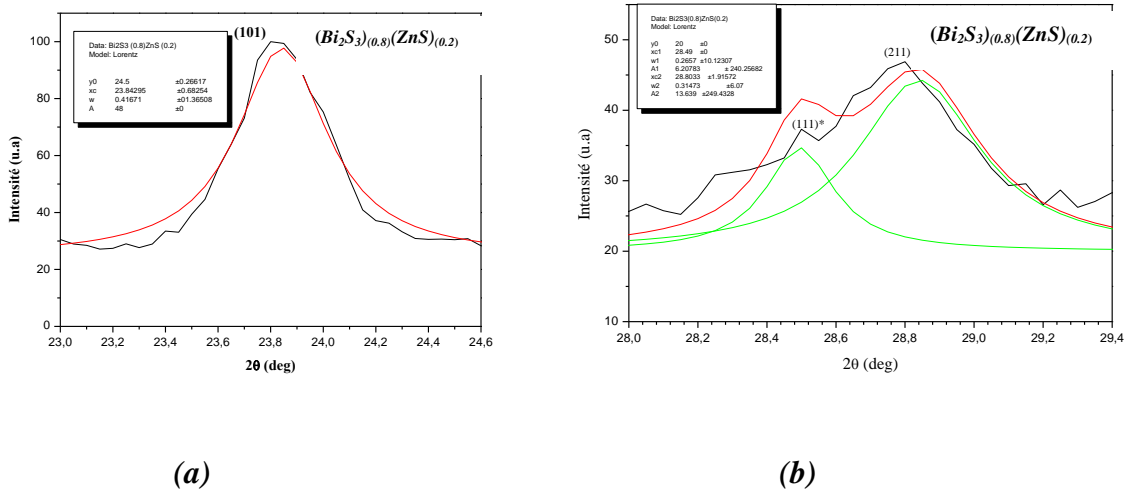 (101)
(Bi2S3)(0.8)(ZnS)(0.2)
Data: Bi2S3 (0.8)ZnS (0.2)
Model: Lorentz
y0 24.5 ±0.26617
xc 23.84295 ±0.68254
w 0.41671 ±01.36508
A 48 ±0
Intensité (u.a)
100
80
60
40
20
0
23,0 23,2 23,4 23,6 23,8 24,0 24,2 24,4 24,6
2θ (deg)
(a)
Data: Bi2S3(0.8)ZnS(0.2)
Model: Lorentz
y0 20 ±0
xc1 28.49 ±0
w1 0.2657 ±10.12307
A1 6.20783 ± 240.25682
xc2 28.8033 ±1.91572
w2 0.31473 ±6.07
A2 13.639 ±249.4328
(211)
(Bi2S3)(0.8)(ZnS)(0.2)
(111)*
Intensité (u.a)
50
40
30
20
10
28,0 28,2 28,4 28,6 28,8 29,0 29,2 29,4
2θ (deg)
(b)